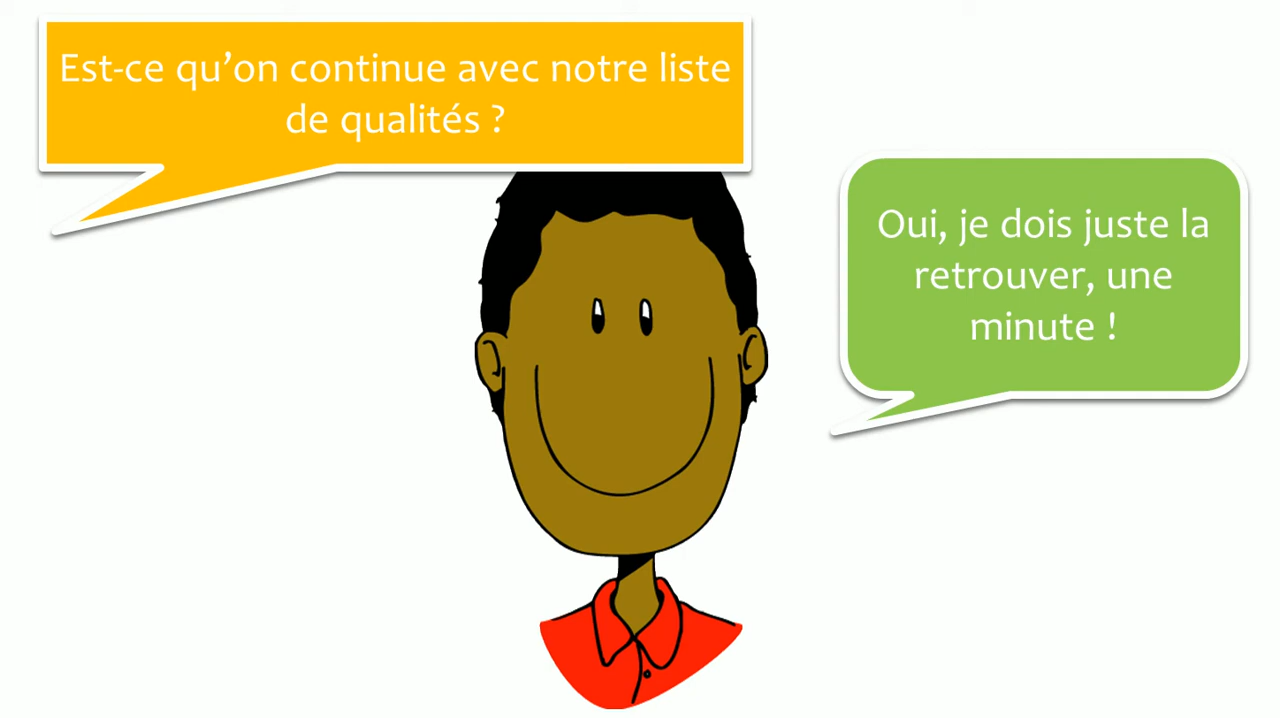 Est-ce qu’on continue avec notre liste
de qualités ?
Oui, je dois juste la
retrouver, une
minute !